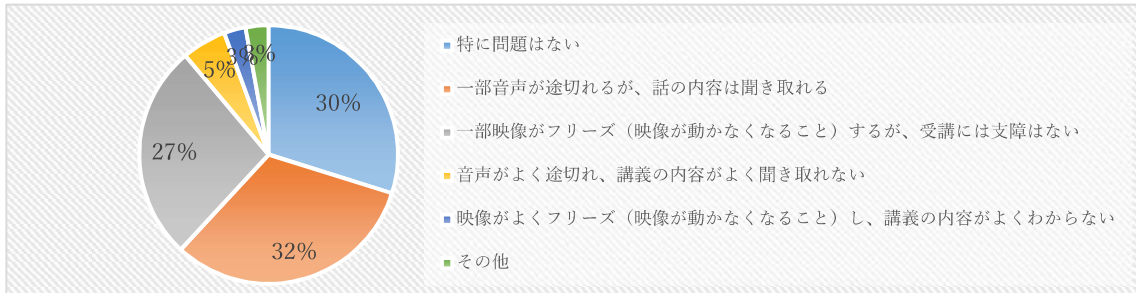 30%
32%
27%
5%
3%
3%
特に問題はない
一部音声が途切れるが、話の内容は聞き取れる
一部映像がフリーズ（映像が動かなくなること）するが、受講には支障はない
音声がよく途切れ、講義の内容がよく聞き取れない
映像がよくフリーズ（映像が動かなくなること）し、講義の内容がよくわからない
その他